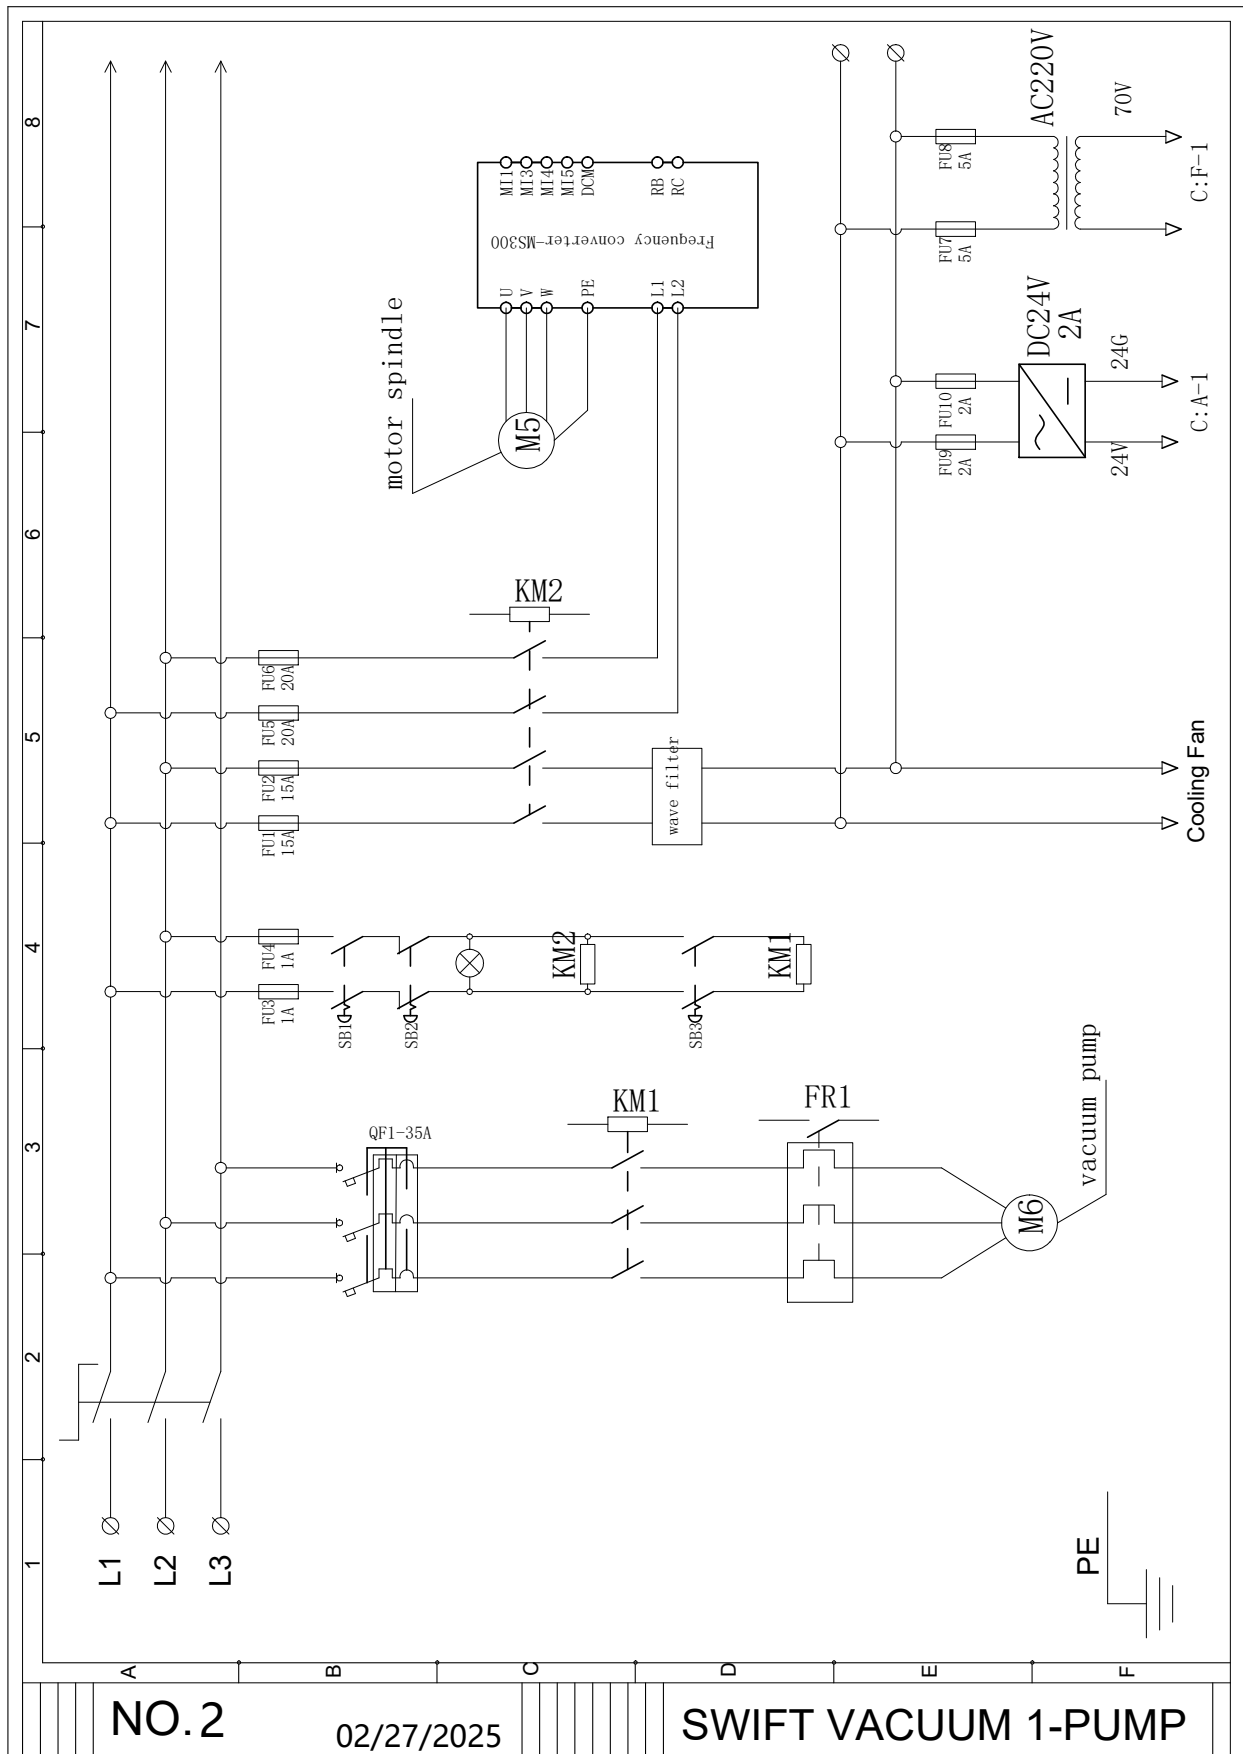 8
7
6
5
4
3
2
1
A
B
C
D
E
F
L1
L2
L3
PE
QF1-35A
KM1
FR1
M6
vacuum pump
FU3
1A
FU4
1A
SB1
SB2
KM2
SB3
KM1
FU1
15A
FU2
15A
FU5
20A
FU6
20A
KM2
wave filter
Cooling Fan
motor spindle
M5
U
V
W
PE
L1
L2
Frequency converter-MS300
MI1
MI3
MI4
MI5
DCM
RB
RC
FU9
2A
FU10
2A
DC24V
2A
24V
24G
C:A-1
FU7
5A
FU8
5A
AC220V
70V
C:F-1
NO.2
02/27/2025
SWIFT VACUUM 1-PUMP